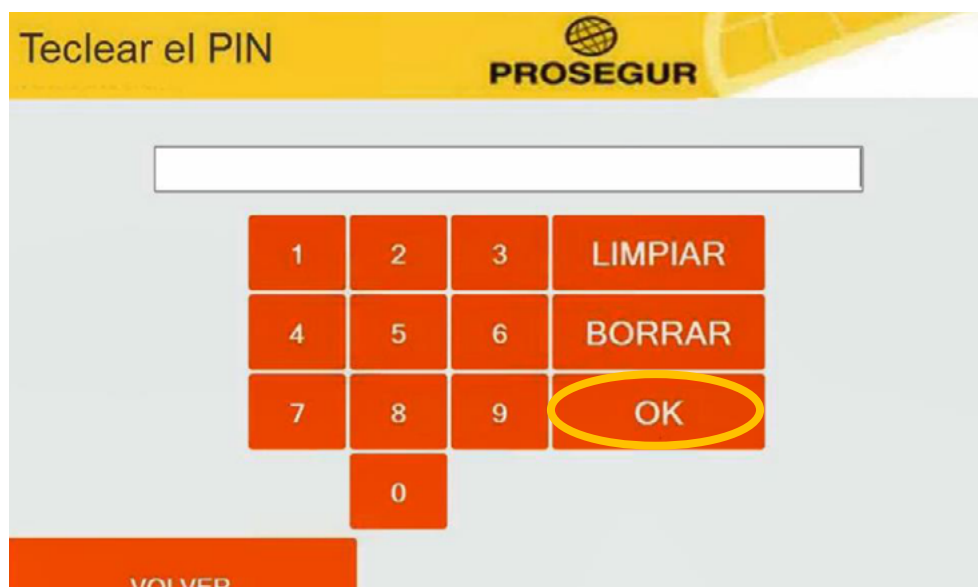 Teclear el PIN
PROSEGUR
1 2 3 LIMPIAR
4 5 6 BORRAR
7 8 9 OK
0
VOLVER